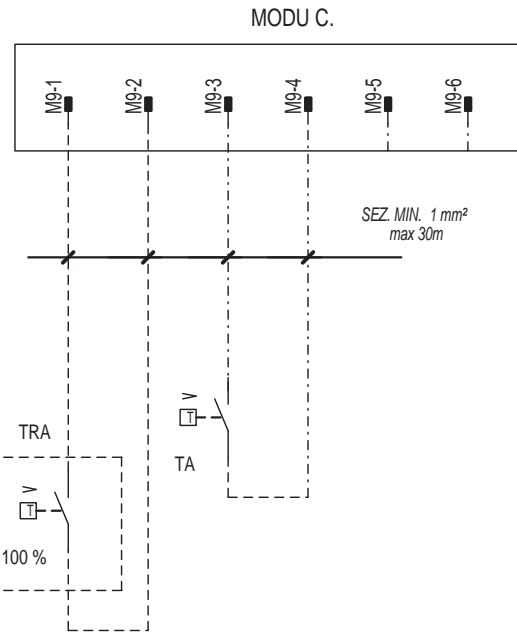 MODU C.
M9-1
M9-2
M9-3
M9-4
M9-5
M9-6
SEZ. MIN. 1 mm²
max 30m
V
T
TRA
TA
V
T
100 %